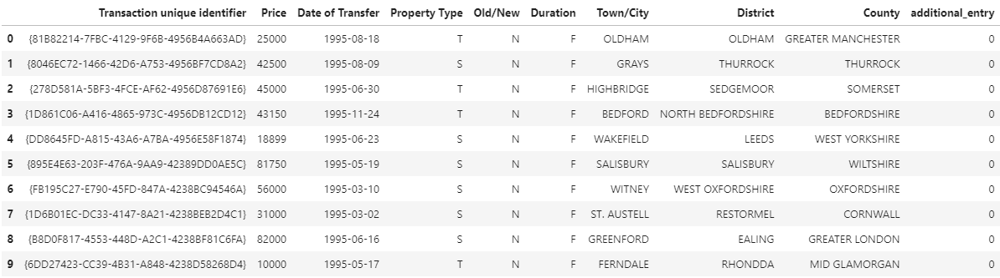 Transaction unique identifier Price Date of Transfer Property Type Old/New Duration Town/City District County additional_entry
0 {81B82214-7FBC-4129-9F6B-4956B4A663AD} 25000 1995-08-18 T N F OLDHAM OLDHAM GREATER MANCHESTER 0
1 {8046EC72-1466-42D6-A753-4956BF7CD8A2} 42500 1995-08-09 S N F GRAYS THURROCK THURROCK 0
2 {278D581A-5BF3-4FCE-AF62-4956D87691E6} 45000 1995-06-30 T N F HIGHBRIDGE SEDGEMOOR SOMERSET 0
3 {1D861C06-A416-4865-973C-4956DB12CD12} 43150 1995-11-24 T N F BEDFORD NORTH BEDFORDSHIRE BEDFORDSHIRE 0
4 {DD8645FD-A815-43A6-A7BA-4956E58F1874} 18899 1995-06-23 S N F WAKEFIELD LEEDS WEST YORKSHIRE 0
5 {895E4E63-203F-476A-9AA9-42389DD0AE5C} 81750 1995-05-19 S N F SALISBURY SALISBURY WILTSHIRE 0
6 {FB195C27-E790-45FD-847A-4238BC94546A} 56000 1995-03-10 S N F WITNEY WEST OXFORDSHIRE OXFORDSHIRE 0
7 {1D6B01EC-DC33-4147-8A21-4238BEB2D4C1} 31000 1995-03-02 S N F ST. AUSTELL RESTORMEL CORNWALL 0
8 {B8D0F817-4553-448D-A2C1-4238BF81C6FA} 82000 1995-06-16 S N F GREENFORD EALING GREATER LONDON 0
9 {6DD27423-CC39-4B31-A848-4238D58268D4} 10000 1995-05-17 T N F FERNDALE RHONDDA MID GLAMORGAN 0